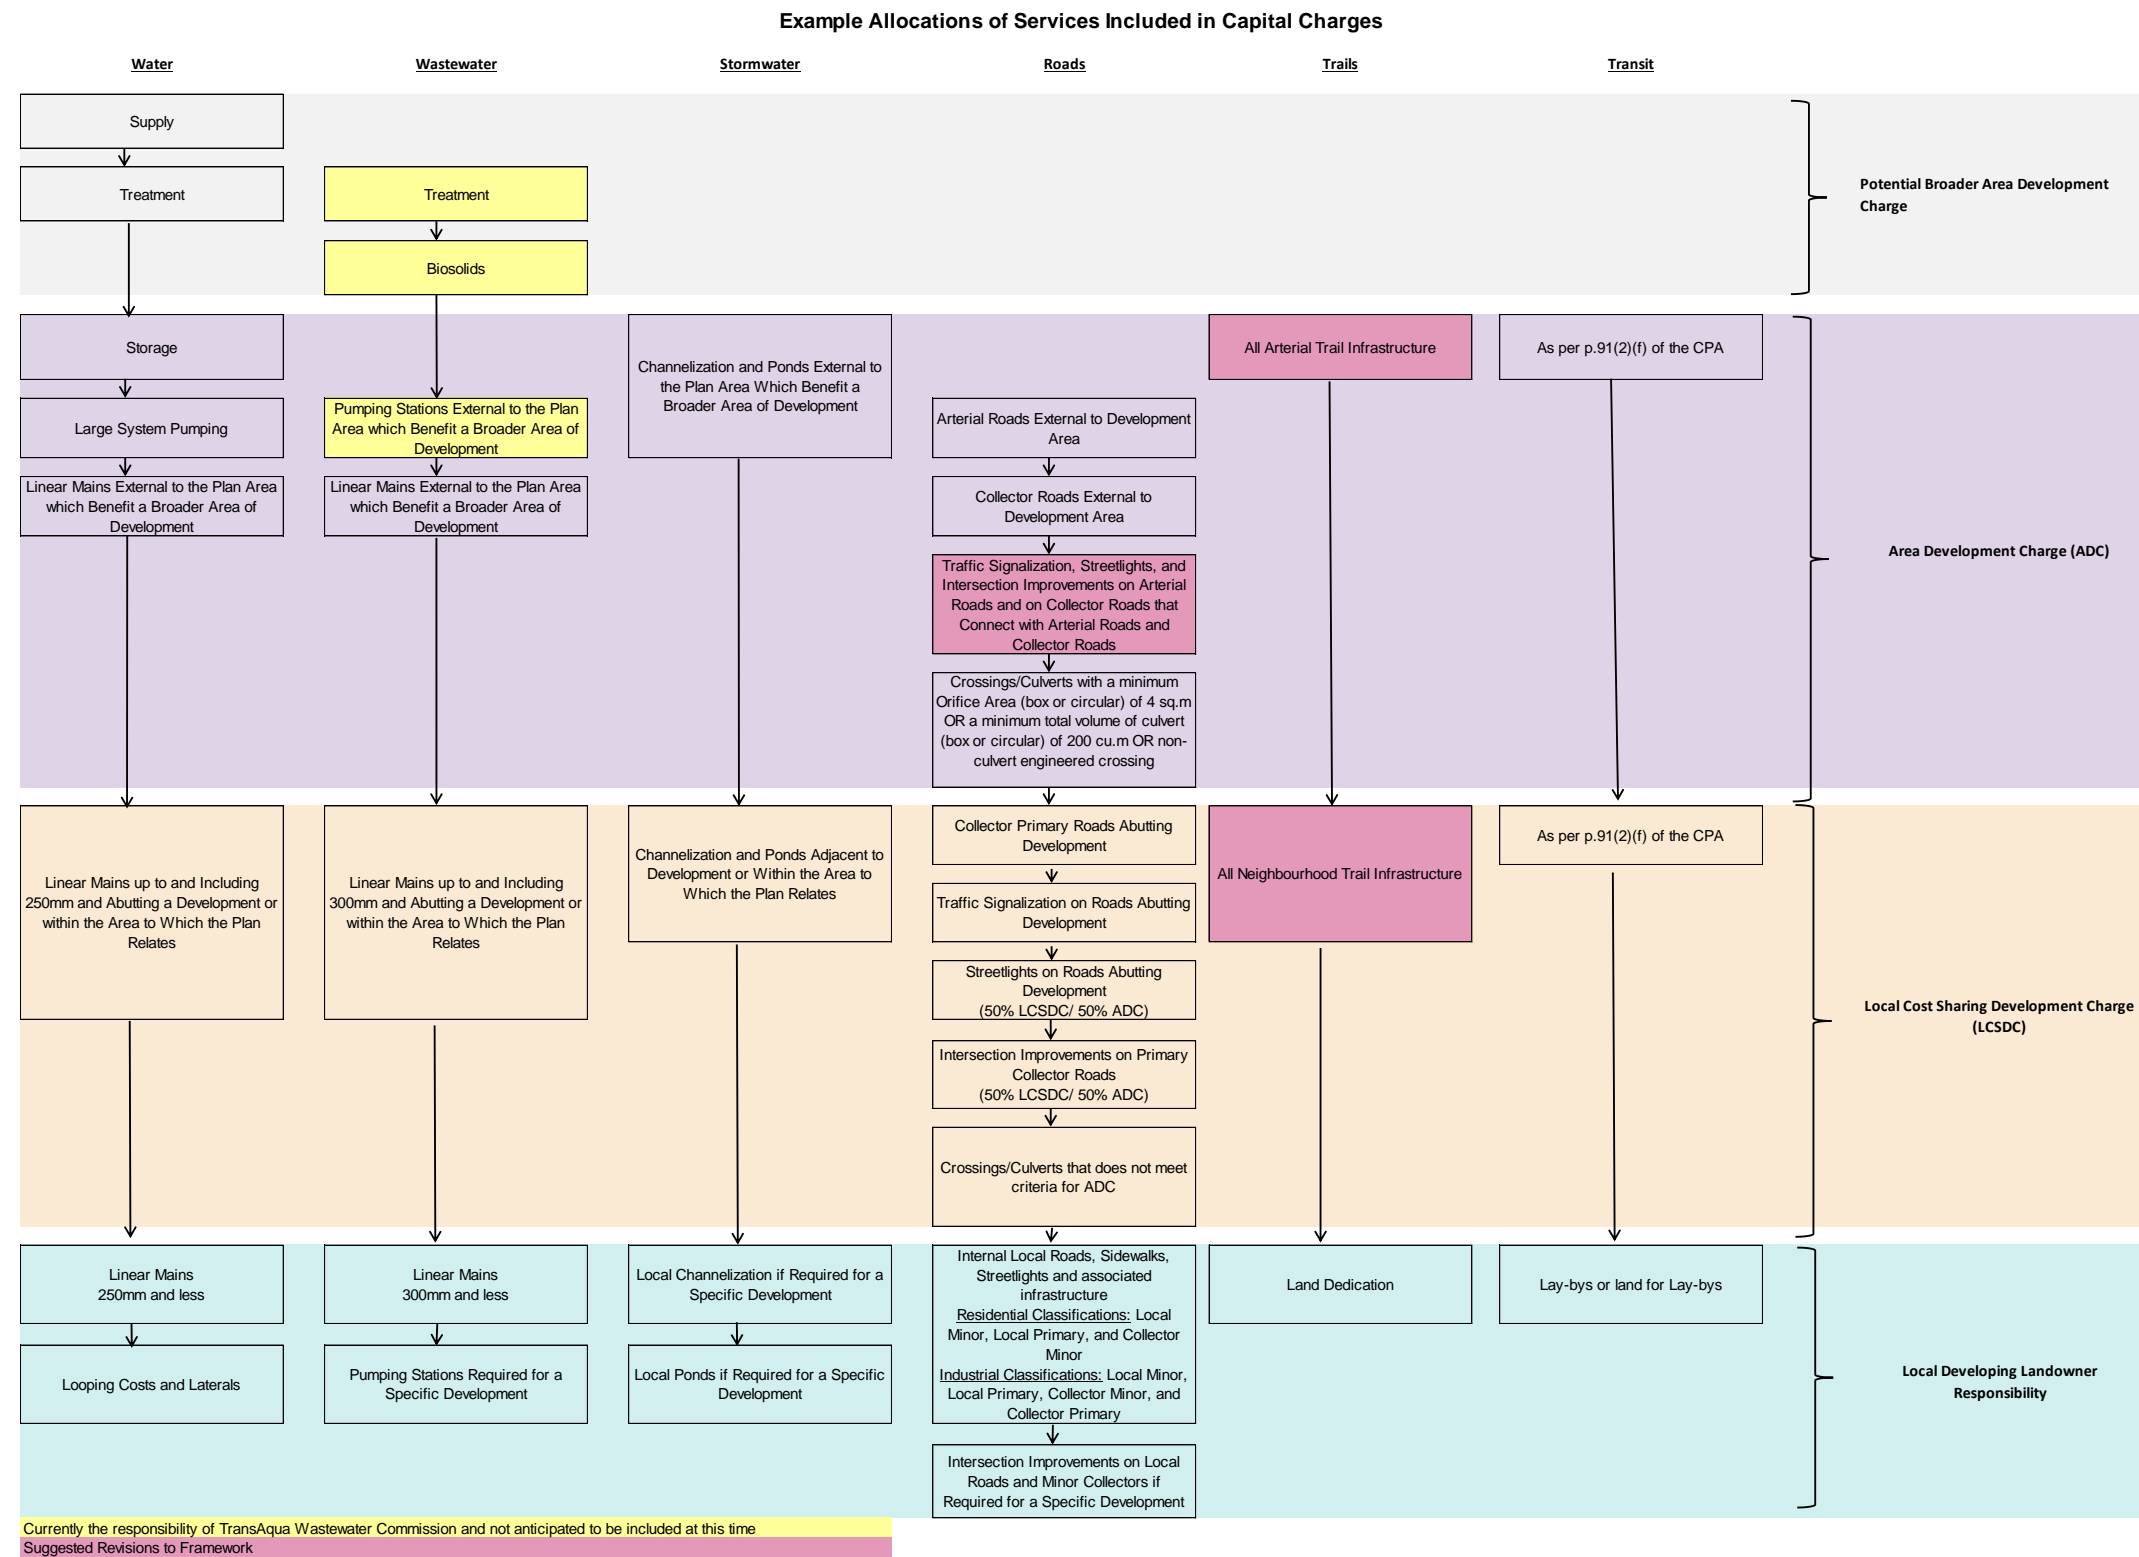 Example Allocations of Services Included in Capital Charges
Water
Wastewater
Stormwater
Roads
Trails
Transit
Supply
Treatment
Treatment
Biosolids
Potential Broader Area Development
Charge
Storage
Large System Pumping
Linear Mains External to the Plan Area
which Benefit a Broader Area of
Development
Pumping Stations External to the Plan
Area which Benefit a Broader Area of
Development
Linear Mains External to the Plan Area
which Benefit a Broader Area of
Development
Channelization and Ponds External to
the Plan Area Which Benefit a
Broader Area of Development
Arterial Roads External to Development
Area
Collector Roads External to
Development Area
Traffic Signalization, Streetlights, and
Intersection Improvements on Arterial
Roads and on Collector Roads that
Connect with Arterial Roads and
Collector Roads
Crossings/Culverts with a minimum
Orifice Area (box or circular) of 4 sq.m
OR a minimum total volume of culvert
(box or circular) of 200 cu.m OR non-
culvert engineered crossing
All Arterial Trail Infrastructure
As per p.91(2)(f) of the CPA
Area Development Charge (ADC)
Linear Mains up to and Including
250mm and Abutting a Development or
within the Area to Which the Plan
Relates
Linear Mains up to and Including
300mm and Abutting a Development or
within the Area to Which the Plan
Relates
Channelization and Ponds Adjacent to
Development or Within the Area to
Which the Plan Relates
Collector Primary Roads Abutting
Development
Traffic Signalization on Roads Abutting
Development
Streetlights on Roads Abutting
Development
(50% LCSDC/ 50% ADC)
Intersection Improvements on Primary
Collector Roads
(50% LCSDC/ 50% ADC)
Crossings/Culverts that does not meet
criteria for ADC
All Neighbourhood Trail Infrastructure
As per p.91(2)(f) of the CPA
Local Cost Sharing Development Charge
(LCSDC)
Linear Mains
250mm and less
Looping Costs and Laterals
Linear Mains
300mm and less
Pumping Stations Required for a
Specific Development
Local Channelization if Required for a
Specific Development
Local Ponds if Required for a Specific
Development
Internal Local Roads, Sidewalks,
Streetlights and associated
infrastructure
Residential Classifications: Local
Minor, Local Primary, and Collector
Minor
Industrial Classifications: Local Minor,
Local Primary, Collector Minor, and
Collector Primary
Intersection Improvements on Local
Roads and Minor Collectors if
Required for a Specific Development
Land Dedication
Lay-bys or land for Lay-bys
Local Developing Landowner
Responsibility
Currently the responsibility of TransAqua Wastewater Commission and not anticipated to be included at this time
Suggested Revisions to Framework